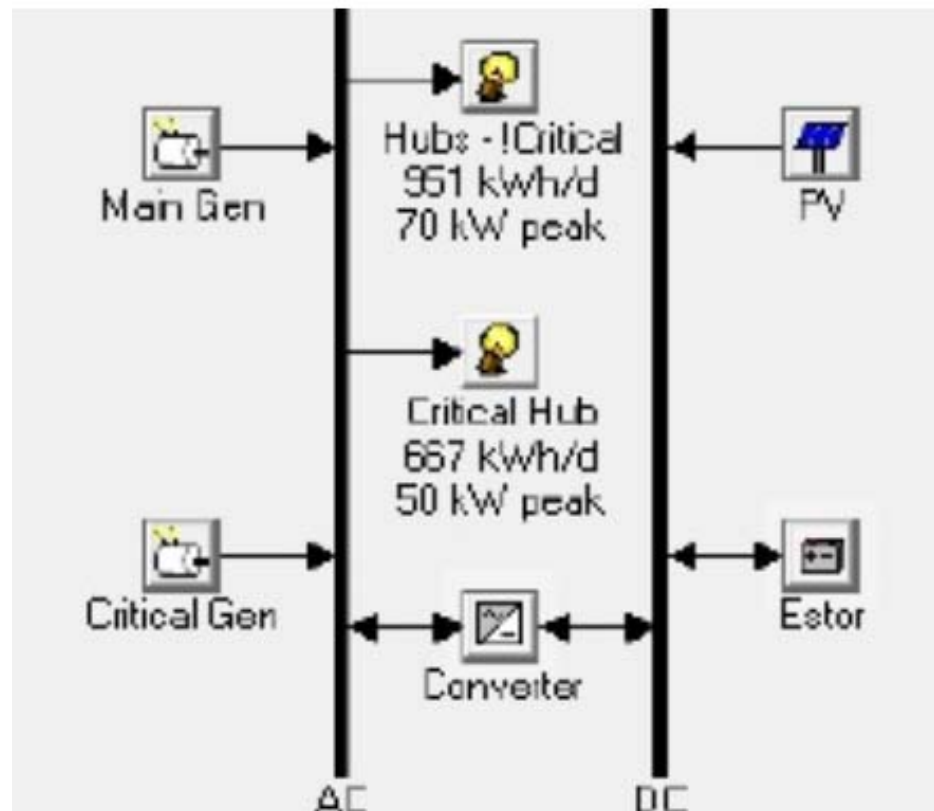 Hubs - !Critical
951 kWh/d
70 kW peak
Main Gen
PV
Critical Hub
667 kWh/d
50 kW peak
Critical Gen
Estor
Converter
AC
DC